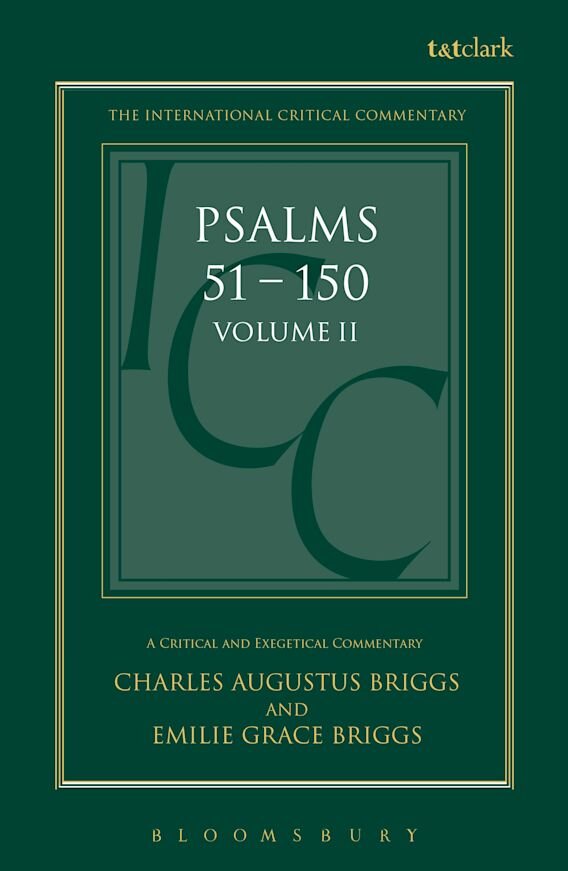 t&tclark
THE INTERNATIONAL CRITICAL COMMENTARY
ICC
PSALMS
51 – 150
VOLUME II
A CRITICAL AND EXEGETICAL COMMENTARY
CHARLES AUGUSTUS BRIGGS
AND
EMILIE GRACE BRIGGS
BLOOMSBURY